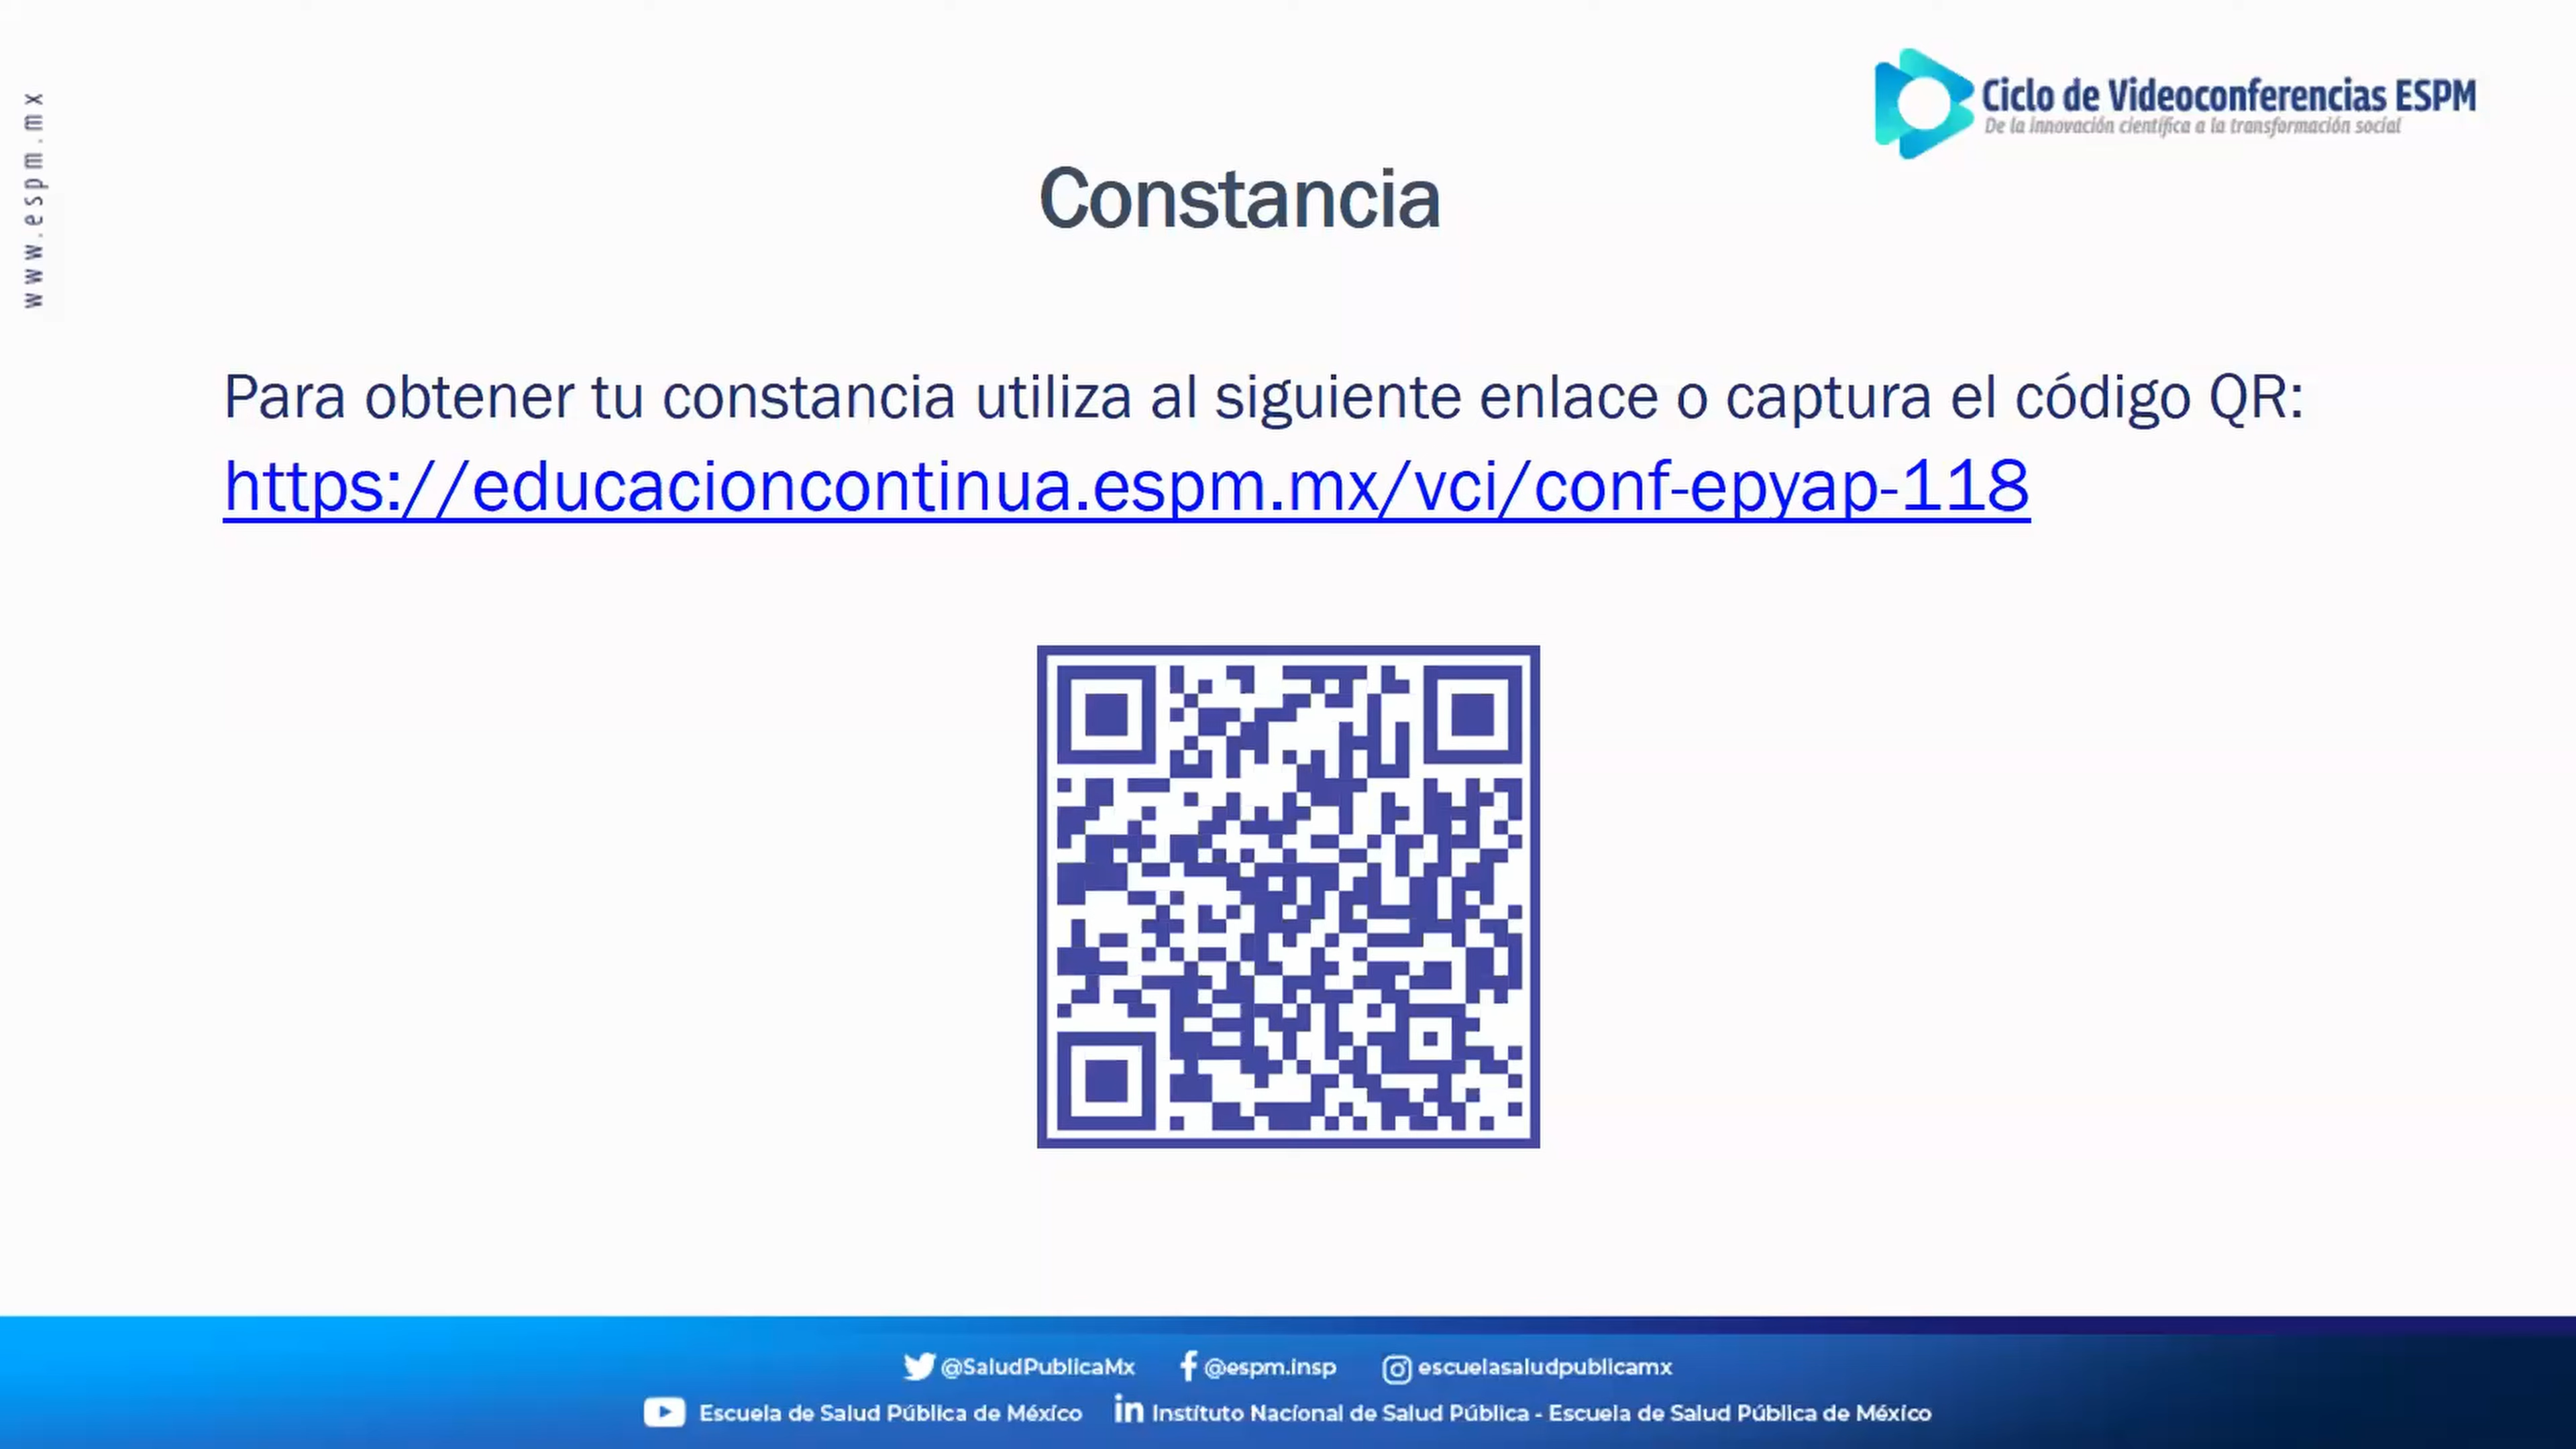 www.espm.mx
Ciclo de Videoconferencias ESPM
De la innovación científica a la transformación social
Constancia
Para obtener tu constancia utiliza al siguiente enlace o captura el código QR:
https://educacioncontinua.espm.mx/vci/conf-epyap-118
@SaludPublicaMx @espm.insp escuelasaludpublicamx
Escuela de Salud Pública de México in Instituto Nacional de Salud Pública - Escuela de Salud Pública de México